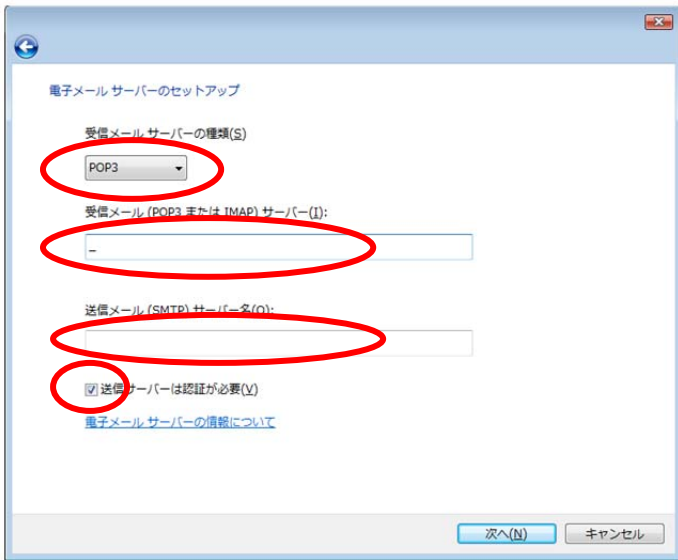 電子メール サーバーのセットアップ
受信メール サーバーの種類(S)
POP3
受信メール (POP3 または IMAP) サーバー(I):
_
送信メール (SMTP) サーバー名(O):
送信サーバーは認証が必要(V)
電子メール サーバーの情報について
次へ(N) キャンセル